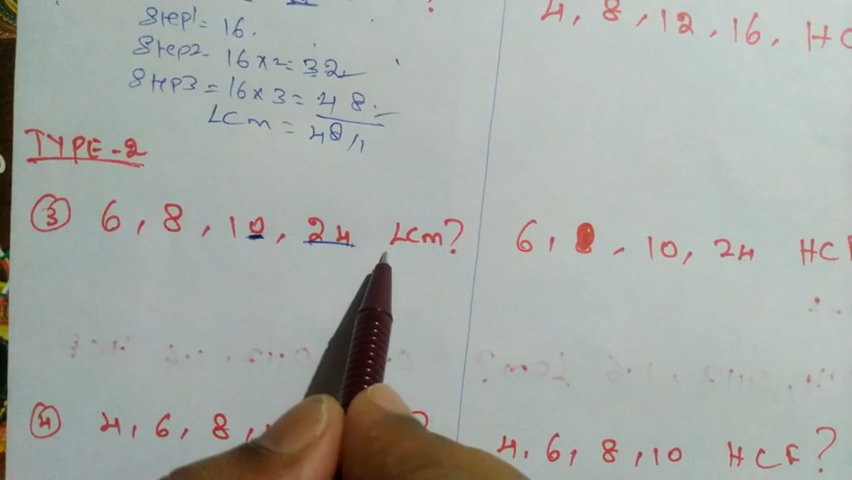 Step1 = 16.
Step2 - 16 × 2 = 32
Step3 = 16 × 3 = 48
LCm = 48//
4, 8, 12, 16, HC
TYPE-2
③ 6, 8, 10, 24 LCm?
6, 8, 10, 24 HCF
④ 4, 6, 8, ?
4, 6, 8, 10 HCF?